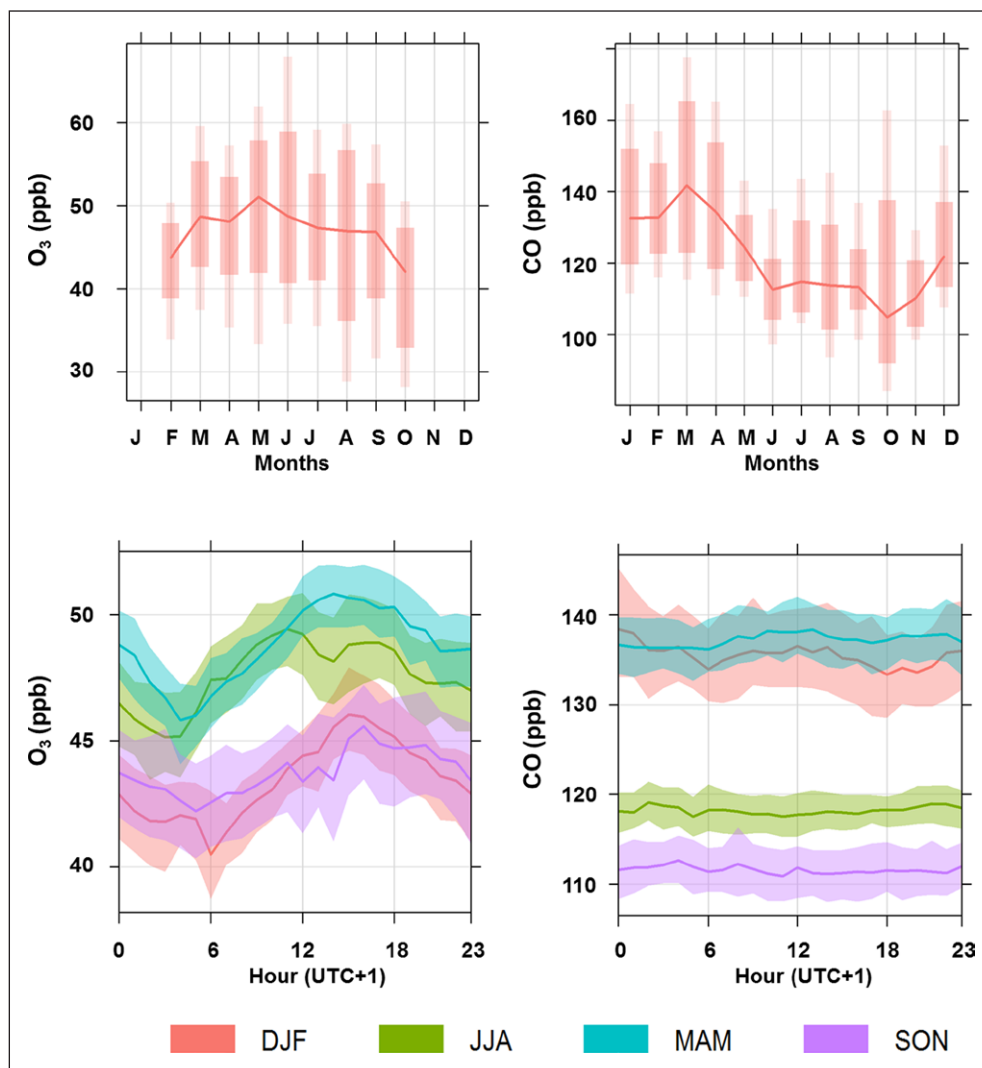 60
50
40
30
O3 (ppb)
J F M A M J J A S O N D
Months
160
140
120
100
CO (ppb)
J F M A M J J A S O N D
Months
50
45
40
O3 (ppb)
0 6 12 18 23
Hour (UTC+1)
140
130
120
110
CO (ppb)
0 6 12 18 23
Hour (UTC+1)
DJF JJA MAM SON